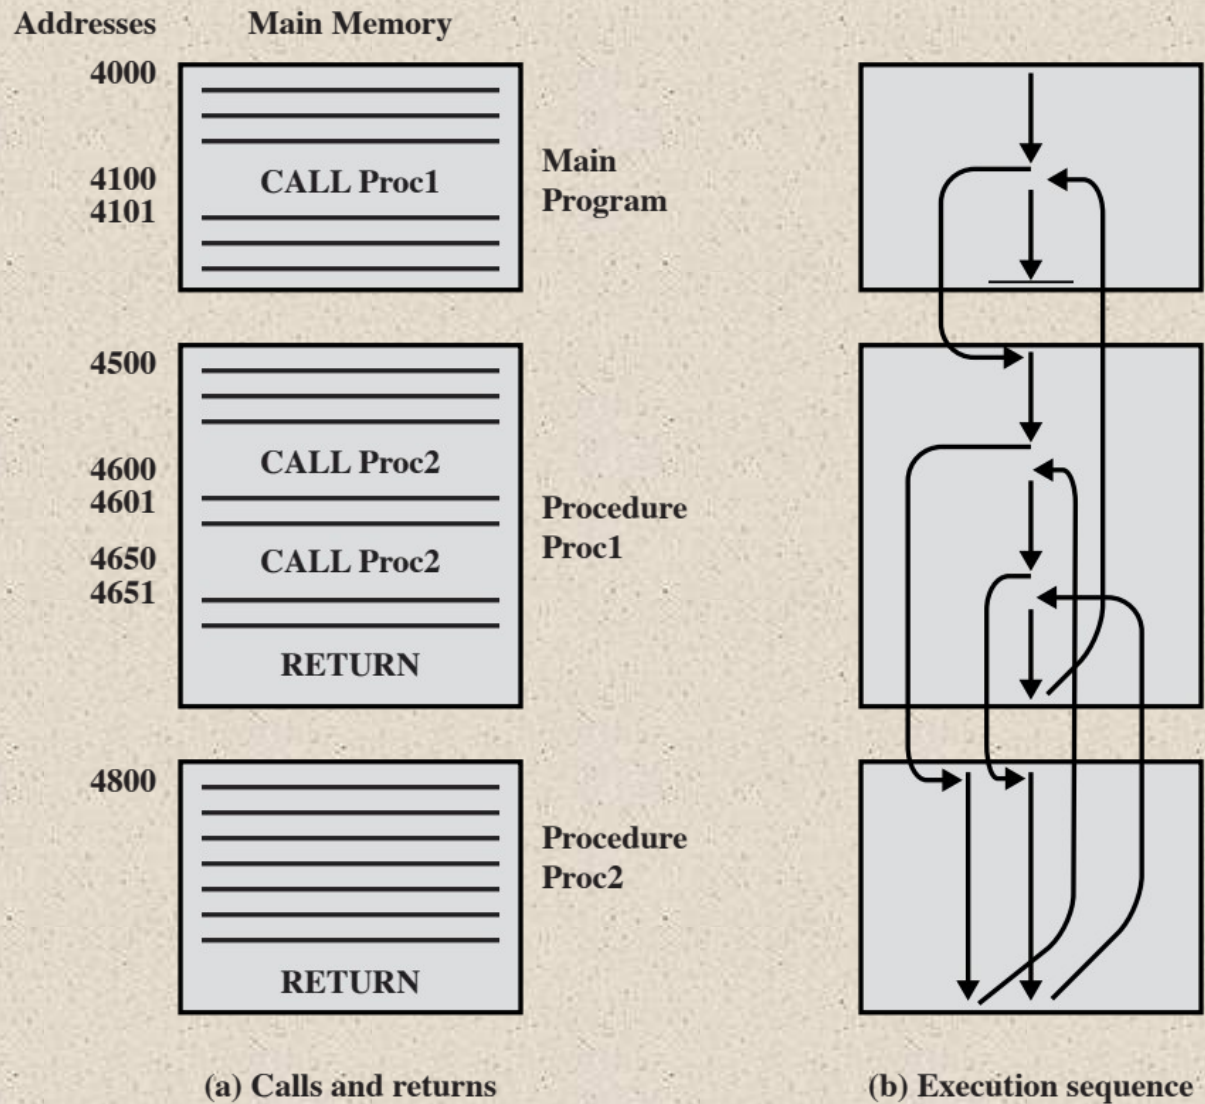 Addresses Main Memory
4000
4100 CALL Proc1
4101
Main
Program
4500
4600 CALL Proc2
4601
4650 CALL Proc2
4651
RETURN
Procedure
Proc1
4800
RETURN
Procedure
Proc2
(a) Calls and returns
(b) Execution sequence